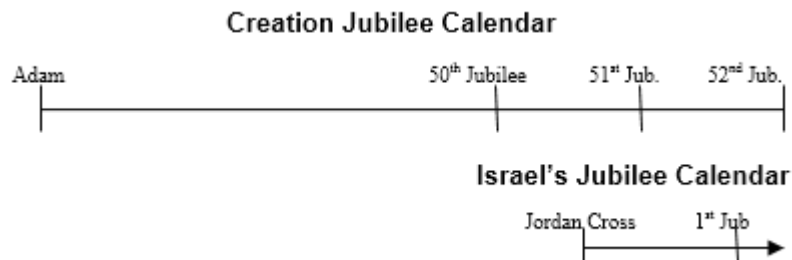 Creation Jubilee Calendar
Adam 50th Jubilee 51st Jub. 52nd Jub.
Israel's Jubilee Calendar
Jordan Cross 1st Jub